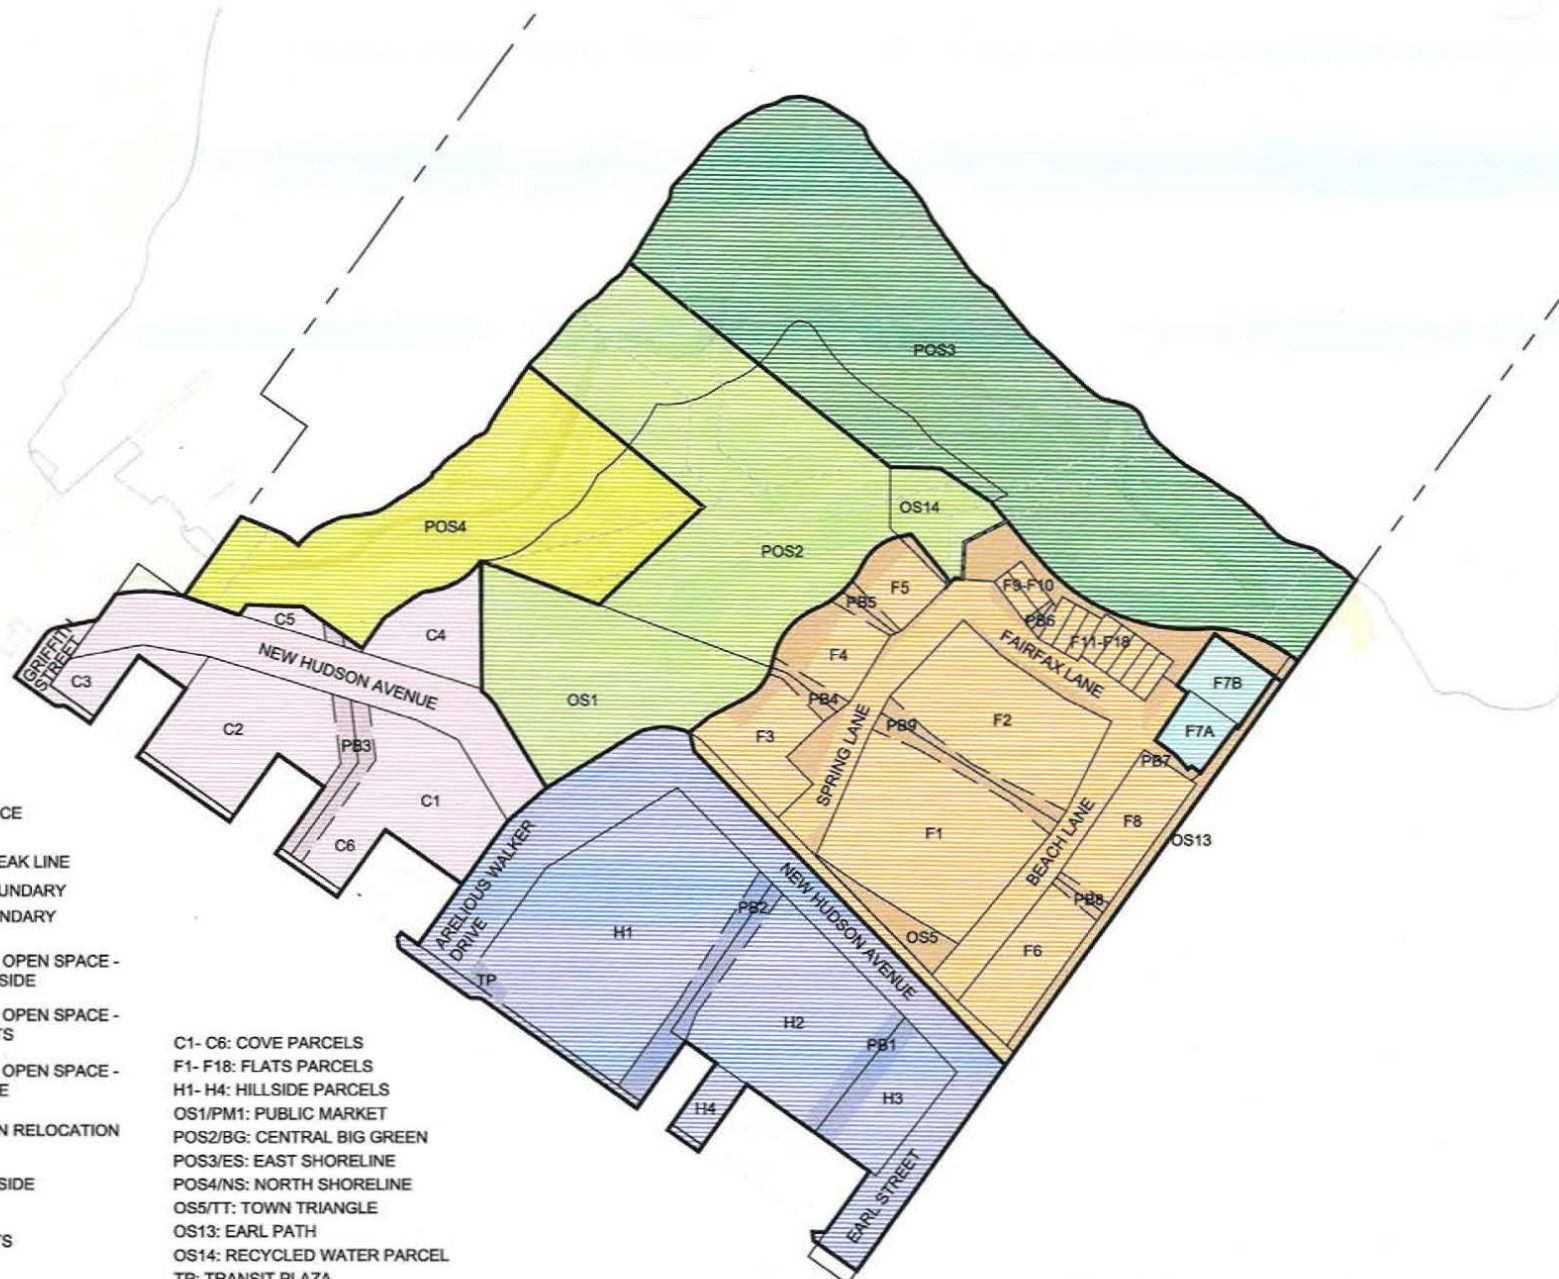 POS3
OS14
POS4
POS2
F5
F9-F10
PB5
PB6
F11-F18
C5
C4
FAIRFAX LANE
F4
GRIFFITH
STREET
NEW HUDSON AVENUE
C3
F7B
OS1
PB4
F2
C2
PB9
F7A
F3
SPRING LANE
PB3
PB7
C1
F8
F1
BEACH LANE
OS13
C6
ARELIOUS WALKER
DRIVE
NEW HUDSON AVENUE
PB8
PB2
H1
OS5
F6
TP
H2
PB1
H3
H4
EARL STREET
CE
EAK LINE
UNDARY
NDARY
OPEN SPACE -
SIDE
OPEN SPACE -
TS
OPEN SPACE -
E
N RELOCATION
SIDE
TS
C1- C6: COVE PARCELS
F1- F18: FLATS PARCELS
H1- H4: HILLSIDE PARCELS
OS1/PM1: PUBLIC MARKET
POS2/BG: CENTRAL BIG GREEN
POS3/ES: EAST SHORELINE
POS4/NS: NORTH SHORELINE
OS5/TT: TOWN TRIANGLE
OS13: EARL PATH
OS14: RECYCLED WATER PARCEL
TP: TRANSIT PLAZA